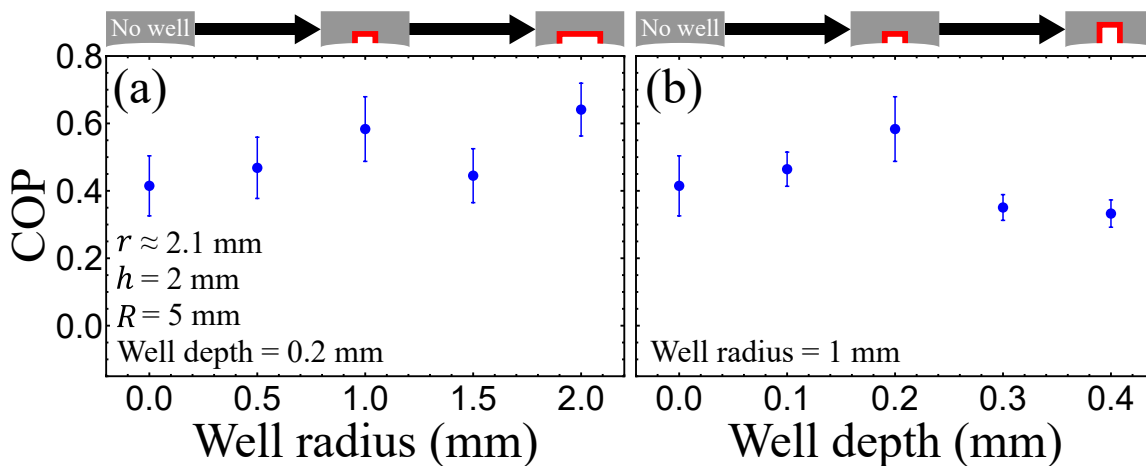 No well
No well
(a)
(b)
COP
0.8
0.6
0.4
0.2
0.0
r ≈ 2.1 mm
h = 2 mm
R = 5 mm
Well depth = 0.2 mm
Well radius = 1 mm
0.0 0.5 1.0 1.5 2.0
0.0 0.1 0.2 0.3 0.4
Well radius (mm)
Well depth (mm)